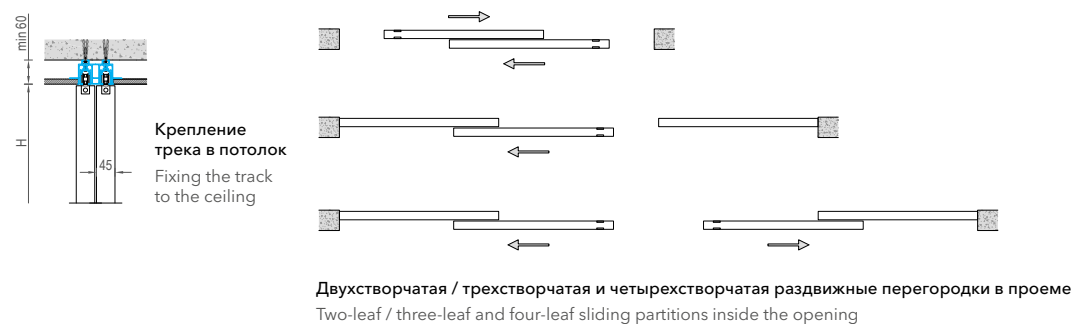 min 60
H
45
Крепление
трека в потолок
Fixing the track
to the ceiling
Двухстворчатая / трехстворчатая и четырехстворчатая раздвижные перегородки в проеме
Two-leaf / three-leaf and four-leaf sliding partitions inside the opening